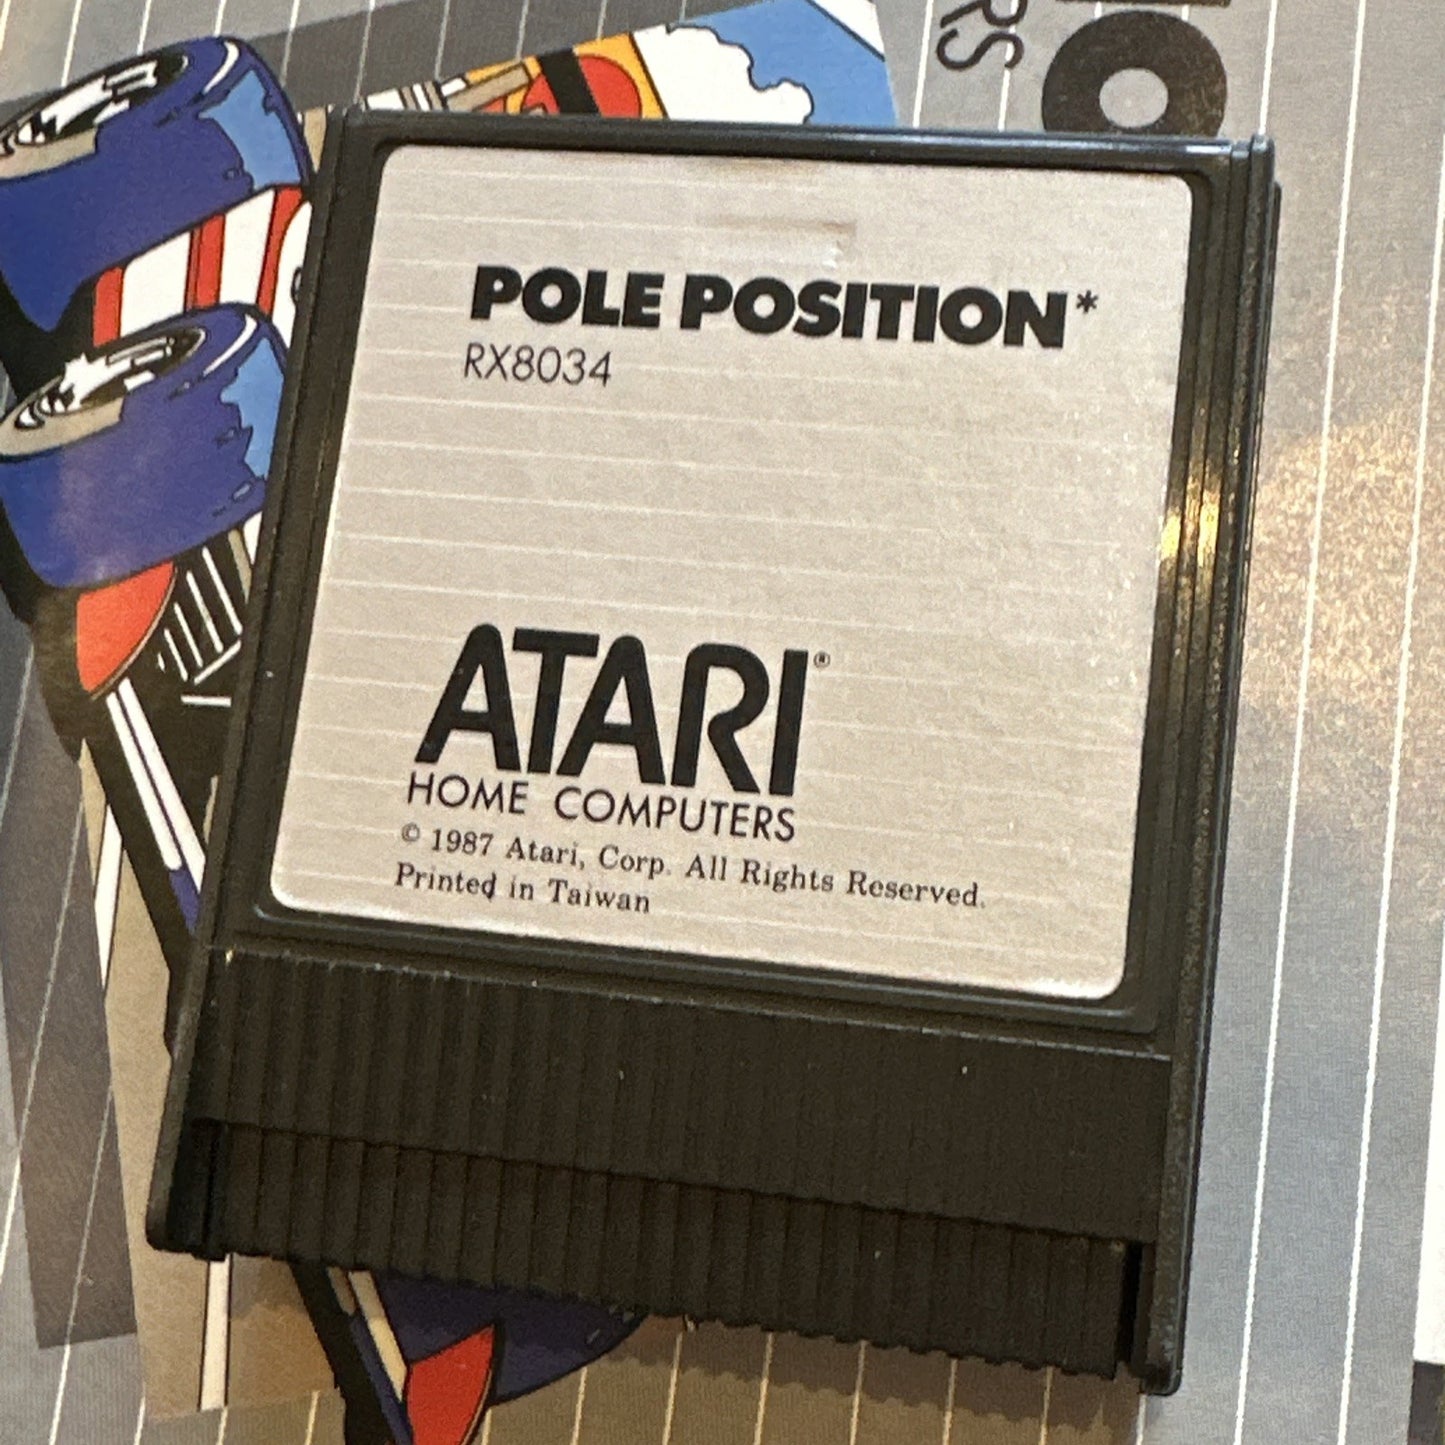 POLE POSITION*
RX8034
ATARI®
HOME COMPUTERS
© 1987 Atari, Corp. All Rights Reserved.
Printed in Taiwan